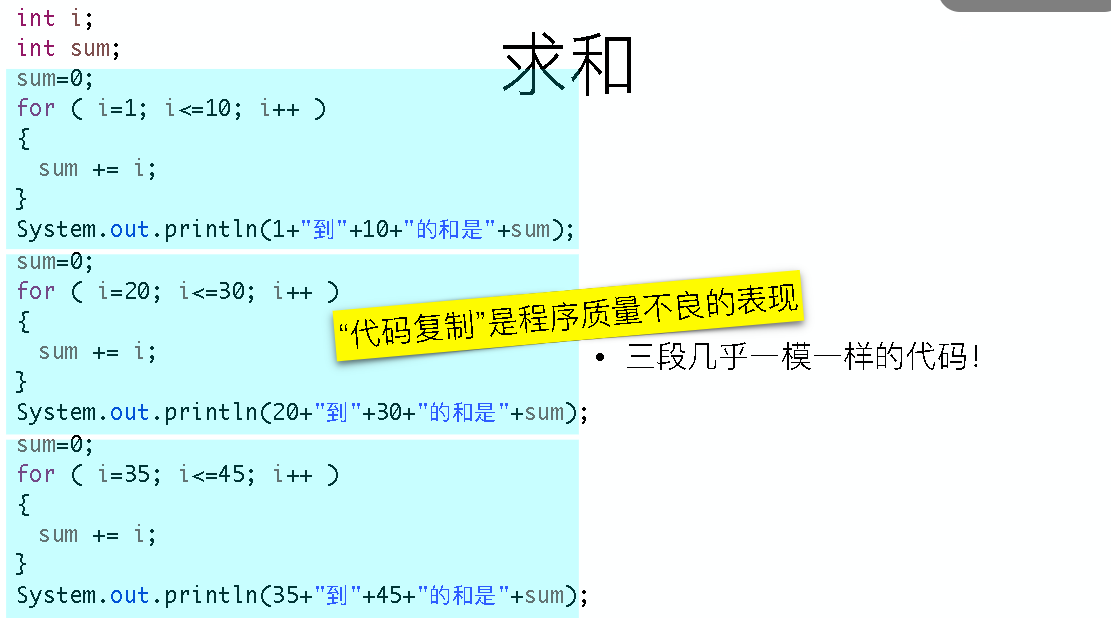 求和
int i;
int sum;
sum=0;
for ( i=1; i<=10; i++ )
{
  sum += i;
}
System.out.println(1+"到"+10+"的和是"+sum);
sum=0;
for ( i=20; i<=30; i++ )
{
  sum += i;
}
System.out.println(20+"到"+30+"的和是"+sum);
sum=0;
for ( i=35; i<=45; i++ )
{
  sum += i;
}
System.out.println(35+"到"+45+"的和是"+sum);
“代码复制”是程序质量不良的表现
• 三段几乎一模一样的代码!